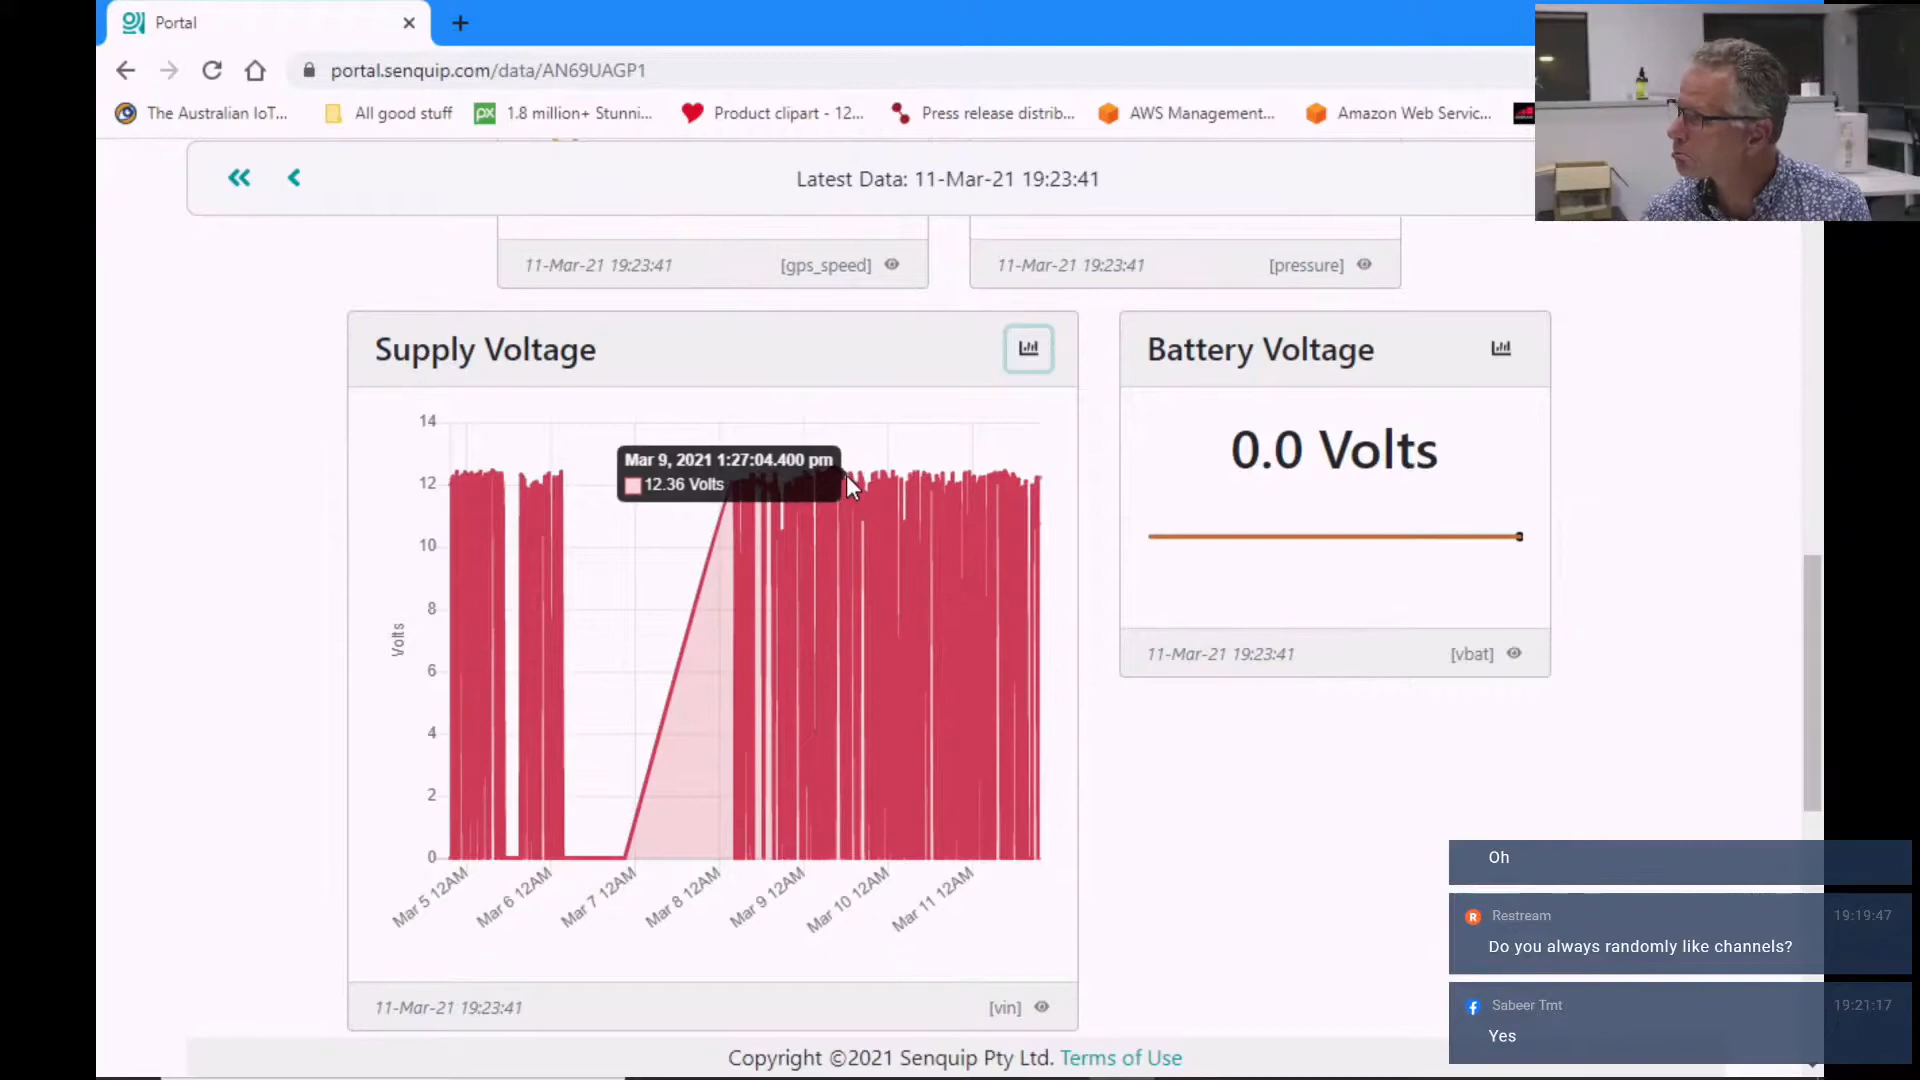 Portal
portal.senquip.com/data/AN69UAGP1
The Australian IoT...
All good stuff
1.8 million+ Stunni...
Product clipart - 12...
Press release distrib...
AWS Management...
Amazon Web Servic...
Latest Data: 11-Mar-21 19:23:41
11-Mar-21 19:23:41 [gps_speed]
11-Mar-21 19:23:41 [pressure]
Supply Voltage
Battery Voltage
14
12
10
8
6
4
2
0
Volts
Mar 9, 2021 1:27:04.400 pm
12.36 Volts
Mar 5 12AM
Mar 6 12AM
Mar 7 12AM
Mar 8 12AM
Mar 9 12AM
Mar 10 12AM
Mar 11 12AM
0.0 Volts
11-Mar-21 19:23:41 [vbat]
11-Mar-21 19:23:41 [vin]
Copyright ©2021 Senquip Pty Ltd. Terms of Use
Oh
Restream 19:19:47
Do you always randomly like channels?
Sabeer Tmt 19:21:17
Yes